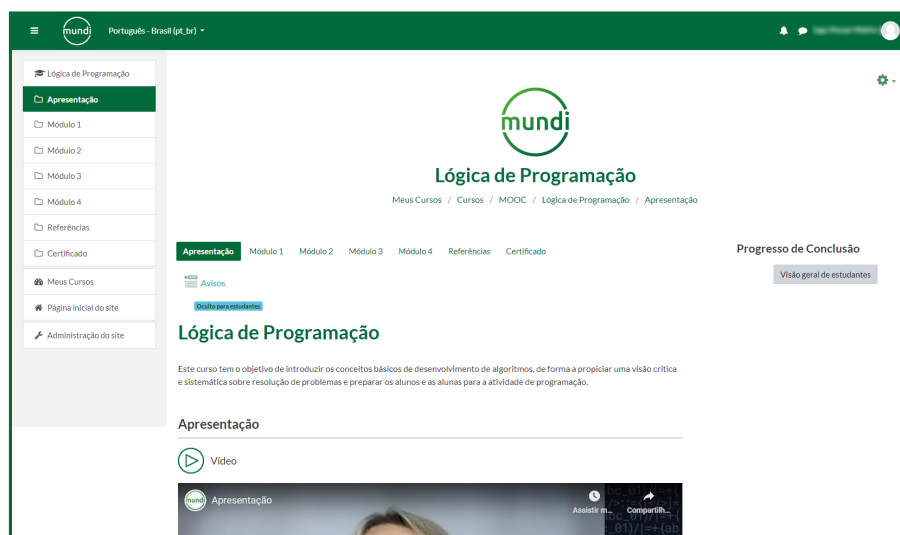 mundi
Português - Brasil (pt_br)
Lógica de Programação
Apresentação
Módulo 1
Módulo 2
Módulo 3
Módulo 4
Referências
Certificado
Meus Cursos
Página inicial do site
Administração do site
mundi
Lógica de Programação
Meus Cursos / Cursos / MOOC / Lógica de Programação / Apresentação
Apresentação Módulo 1 Módulo 2 Módulo 3 Módulo 4 Referências Certificado
Avisos
Oculto para estudantes
Lógica de Programação
Este curso tem o objetivo de introduzir os conceitos básicos de desenvolvimento de algoritmos, de forma a propiciar uma visão crítica
e sistemática sobre resolução de problemas e preparar os alunos e as alunas para a atividade de programação.
Apresentação
Vídeo
mundi Apresentação
Assistir m... Compartilh...
Progresso de Conclusão
Visão geral de estudantes